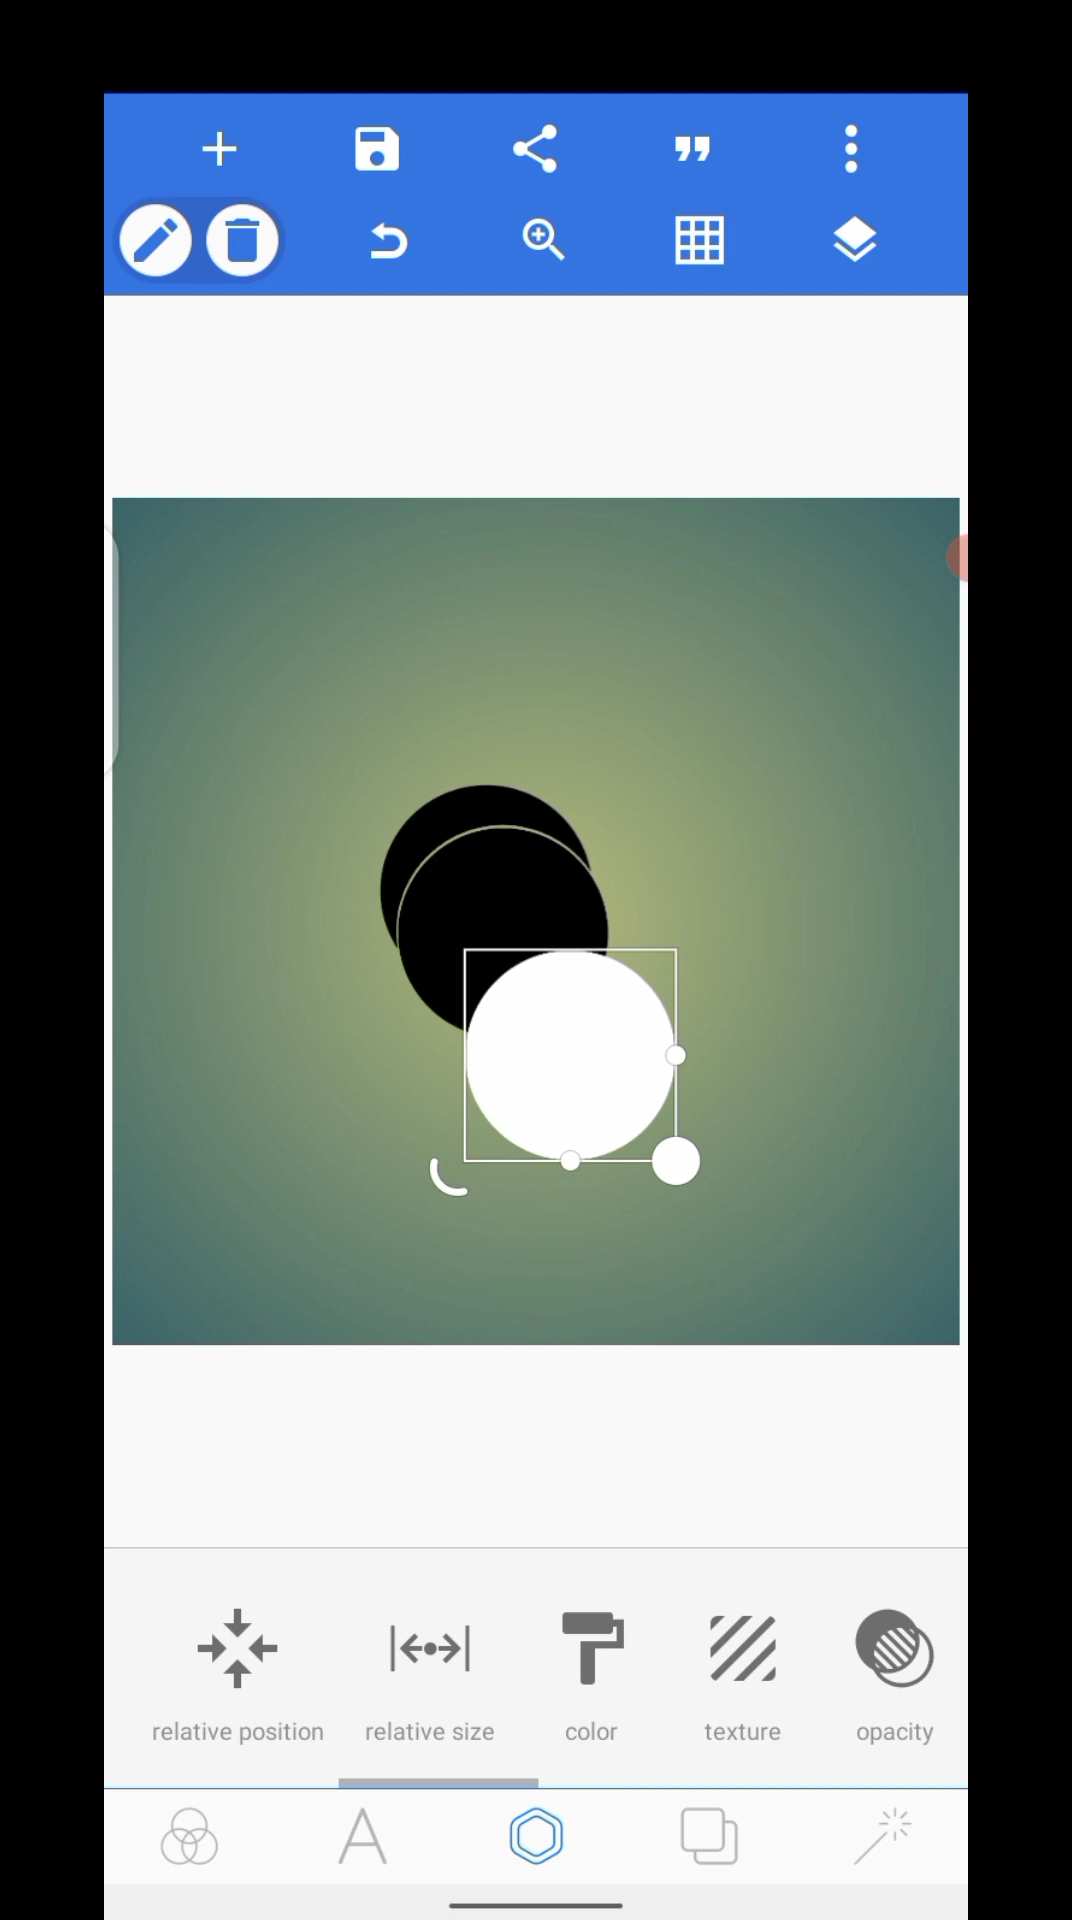 relative position
relative size
color
texture
opacity